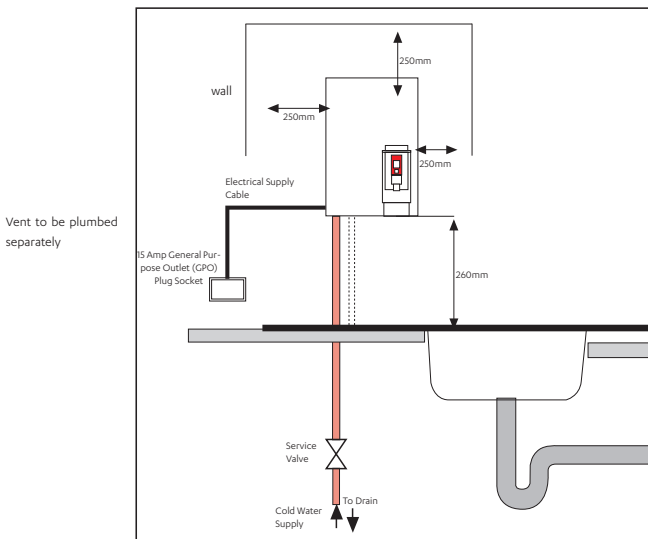 250mm
wall
250mm
250mm
Electrical Supply
Cable
Vent to be plumbed
separately
15 Amp General Pur-
pose Outlet (GPO)
Plug Socket
260mm
Service
Valve
To Drain
Cold Water
Supply